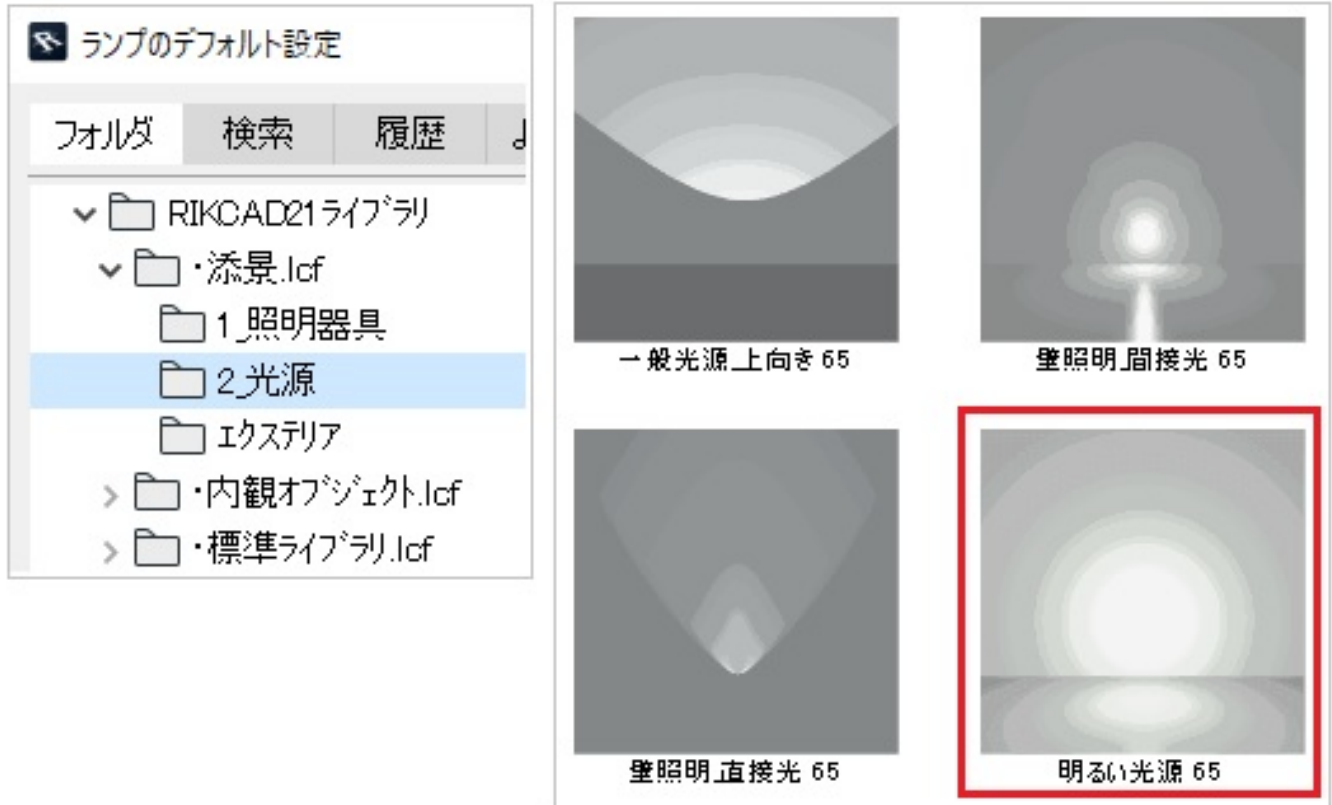 ランプのデフォルト設定
フォルダ 検索 履歴
RIKCAD21ライブラリ
・添景.lcf
1_照明器具
2_光源
エクステリア
・内観オブジェクト.lcf
・標準ライブラリ.lcf
一般光源_上向き 65
壁照明_間接光 65
壁照明_直接光 65
明るい光源 65